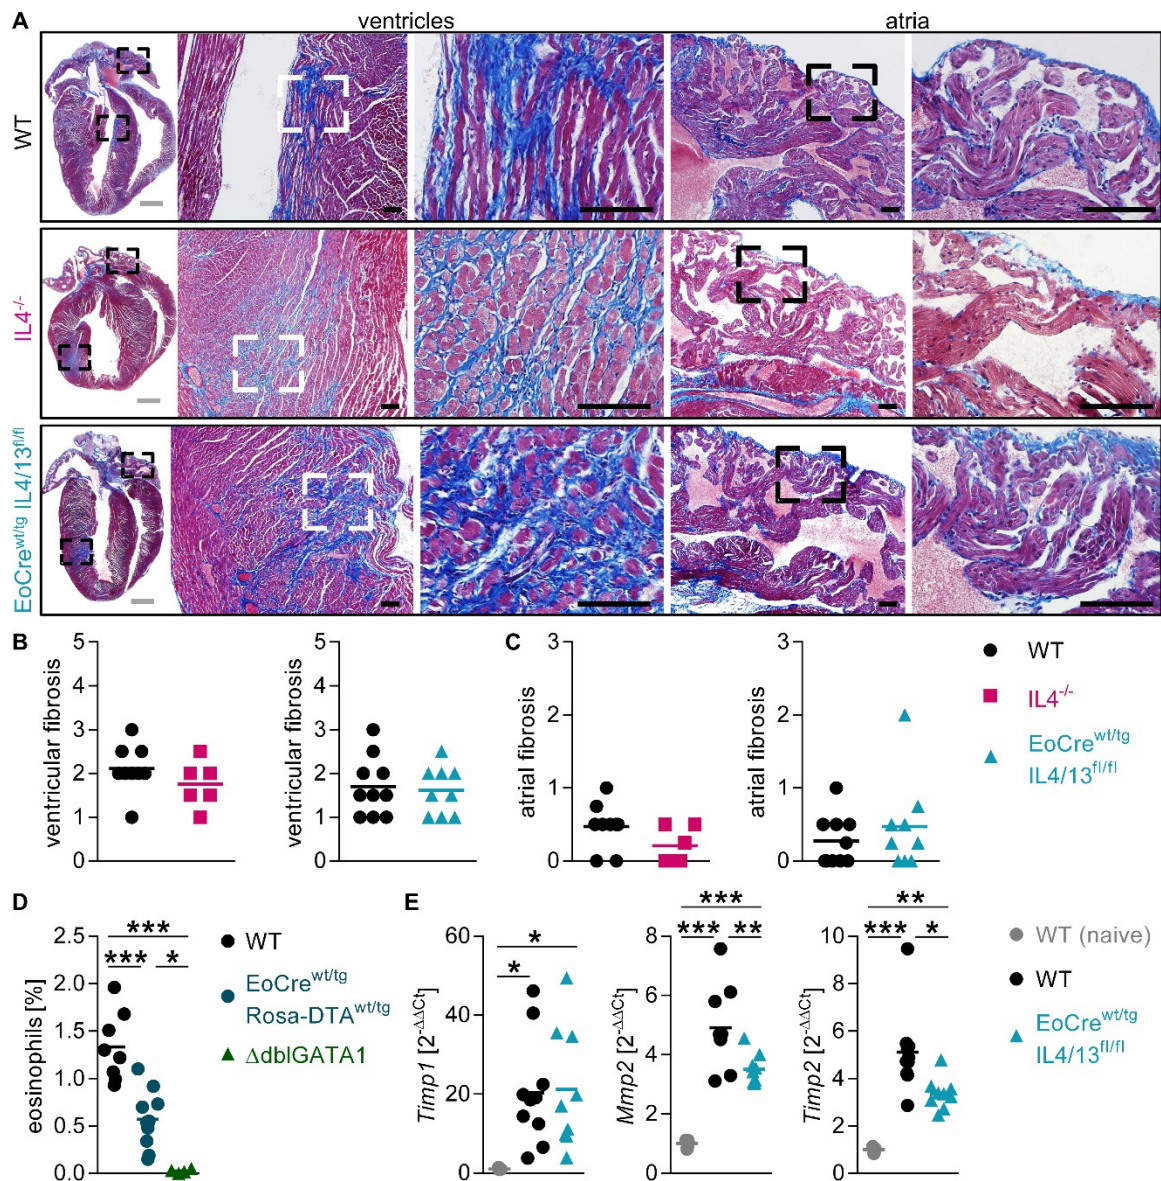 A
ventricles
atria
WT
IL4-/-
EoCrewt/tg IL4/13fl/fl
B
ventricular fibrosis
5
4
3
2
1
0
ventricular fibrosis
5
4
3
2
1
0
C
atrial fibrosis
3
2
1
0
atrial fibrosis
3
2
1
0
WT
IL4-/-
EoCrewt/tg
IL4/13fl/fl
D
eosinophils [%]
2.5
2.0
1.5
1.0
0.5
0.0
***
***
*
WT
EoCrewt/tg
Rosa-DTAwt/tg
ΔdblGATA1
E
Timp1 [2-ΔΔCt]
60
40
20
0
*
*
Mmp2 [2-ΔΔCt]
8
6
4
2
0
***
***
**
Timp2 [2-ΔΔCt]
10
8
6
4
2
0
**
***
*
WT (naive)
WT
EoCrewt/tg
IL4/13fl/fl